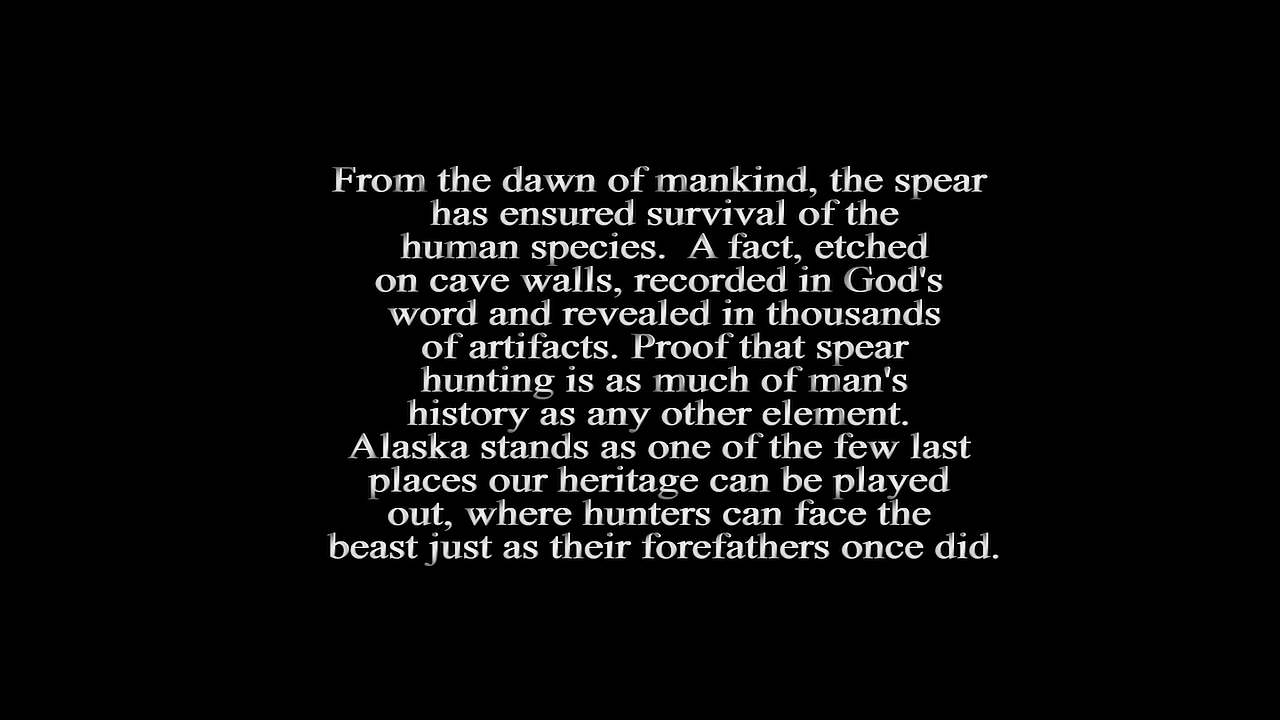 From the dawn of mankind, the spear
has ensured survival of the
human species.  A fact, etched
on cave walls, recorded in God's
word and revealed in thousands
of artifacts. Proof that spear
hunting is as much of man's
history as any other element.
Alaska stands as one of the few last
places our heritage can be played
out, where hunters can face the
beast just as their forefathers once did.